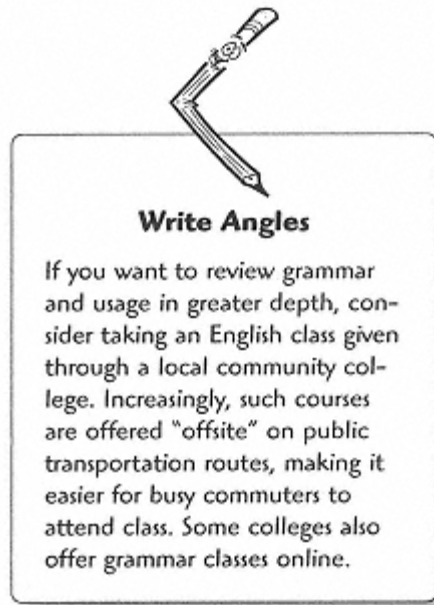 Write Angles
If you want to review grammar
and usage in greater depth, con-
sider taking an English class given
through a local community col-
lege. Increasingly, such courses
are offered "offsite" on public
transportation routes, making it
easier for busy commuters to
attend class. Some colleges also
offer grammar classes online.